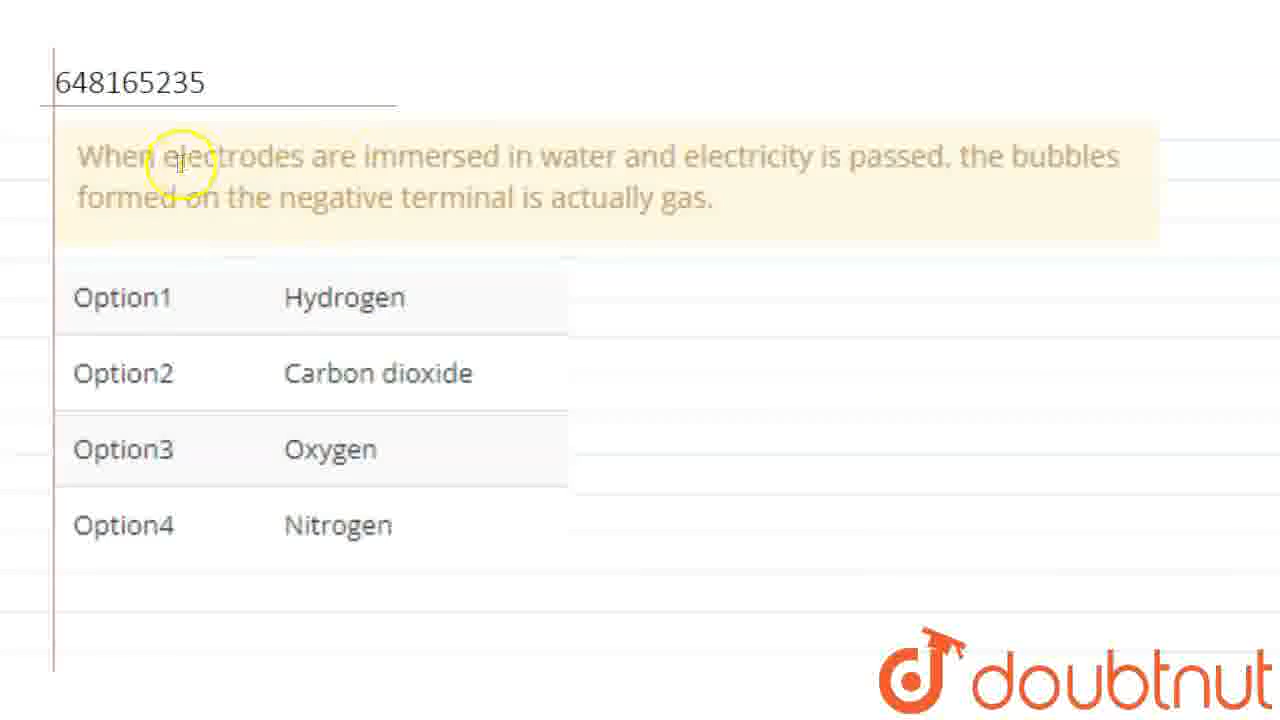 648165235
When electrodes are immersed in water and electricity is passed. the bubbles
formed on the negative terminal is actually gas.
Option1 Hydrogen
Option2 Carbon dioxide
Option3 Oxygen
Option4 Nitrogen
doubtnut